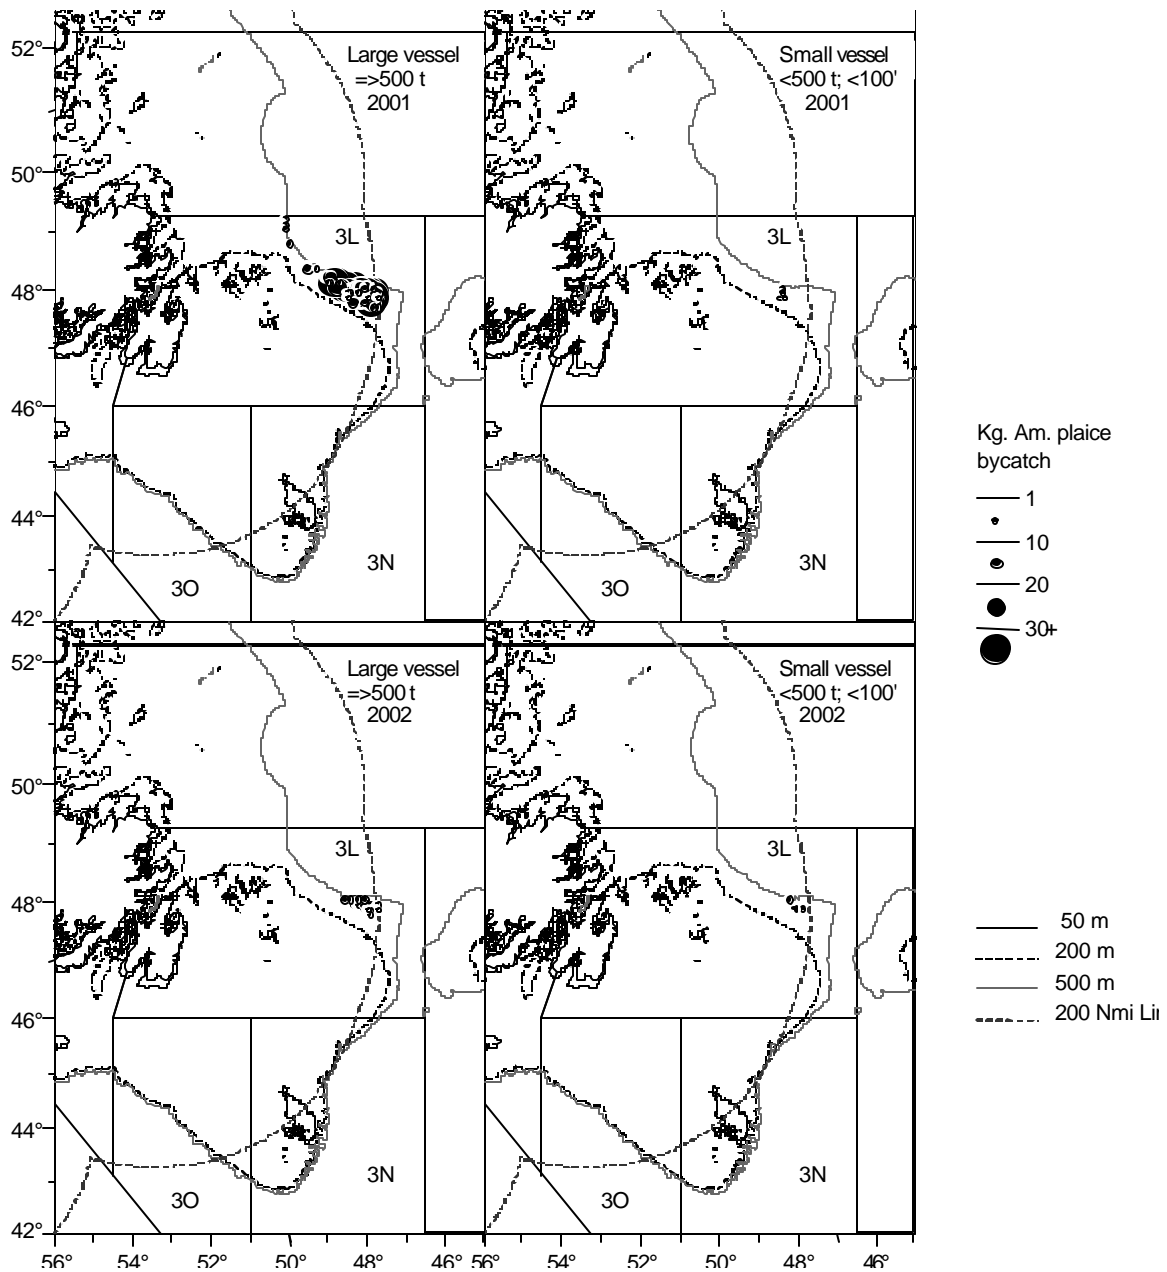 52°
50°
48°
46°
44°
42°
Large vessel
=>500 t
2001
3L
3N
3O
Small vessel
<500 t; <100'
2001
3L
3N
3O
52°
50°
48°
46°
44°
42°
Large vessel
=>500 t
2002
3L
3N
3O
Small vessel
<500 t; <100'
2002
3L
3N
3O
56° 54° 52° 50° 48° 46° 56° 54° 52° 50° 48° 46°
Kg. Am. plaice
bycatch
1
10
20
30+
50 m
200 m
500 m
200 Nmi